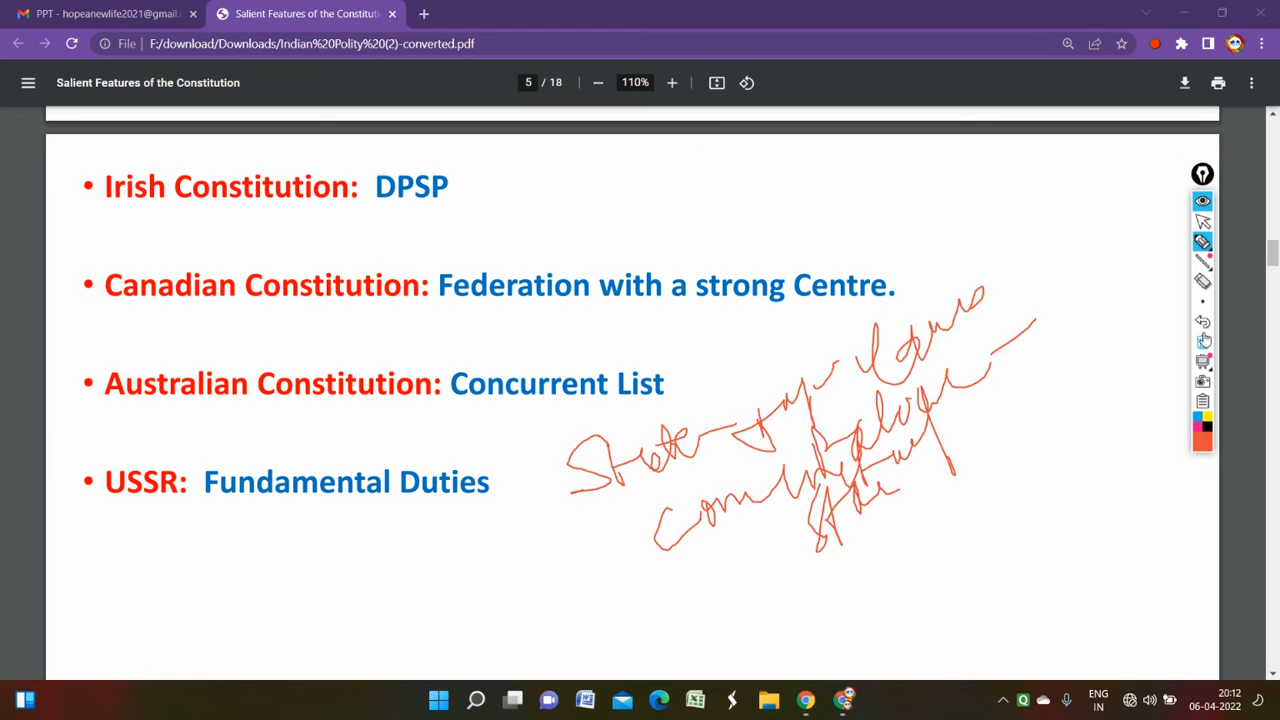 PPT - hopeanewlife2021@gmail.c
Salient Features of the Constituti
File F:/download/Downloads/Indian%20Polity%20(2)-converted.pdf
Salient Features of the Constitution
5 / 18
110%
• Irish Constitution: DPSP
• Canadian Constitution: Federation with a strong Centre.
• Australian Constitution: Concurrent List
• USSR: Fundamental Duties
ENG
IN
20:12
06-04-2022